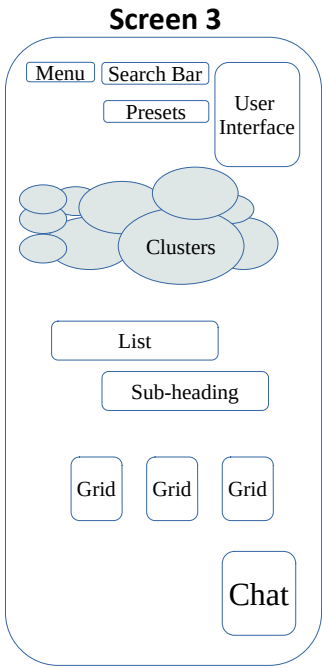 Screen 3
Menu
Search Bar
User
Interface
Presets
Clusters
List
Sub-heading
Grid
Grid
Grid
Chat